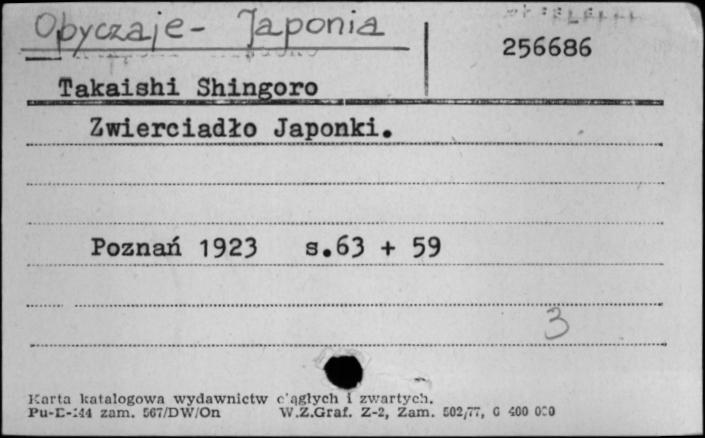 Obyczaje - Japonia
256686
Takaishi Shingoro
Zwierciadło Japonki.
Poznań 1923 s.63 + 59
3
Karta katalogowa wydawnictw ciągłych i zwartych.
Pu-E-144 zam. 567/DW/On W.Z.Graf. Z-2, Zam. 502/77, 6 400 000